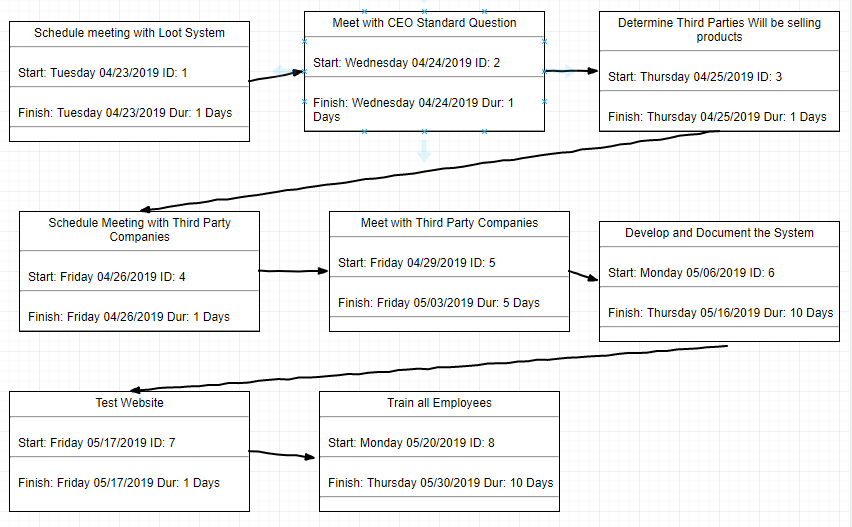 Schedule meeting with Loot System
Start: Tuesday 04/23/2019 ID: 1
Finish: Tuesday 04/23/2019 Dur: 1 Days
Meet with CEO Standard Question
Start: Wednesday 04/24/2019 ID: 2
Finish: Wednesday 04/24/2019 Dur: 1
Days
Determine Third Parties Will be selling
products
Start: Thursday 04/25/2019 ID: 3
Finish: Thursday 04/25/2019 Dur: 1 Days
Schedule Meeting with Third Party
Companies
Start: Friday 04/26/2019 ID: 4
Finish: Friday 04/26/2019 Dur: 1 Days
Meet with Third Party Companies
Start: Friday 04/29/2019 ID: 5
Finish: Friday 05/03/2019 Dur: 5 Days
Develop and Document the System
Start: Monday 05/06/2019 ID: 6
Finish: Thursday 05/16/2019 Dur: 10 Days
Test Website
Start: Friday 05/17/2019 ID: 7
Finish: Friday 05/17/2019 Dur: 1 Days
Train all Employees
Start: Monday 05/20/2019 ID: 8
Finish: Thursday 05/30/2019 Dur: 10 Days